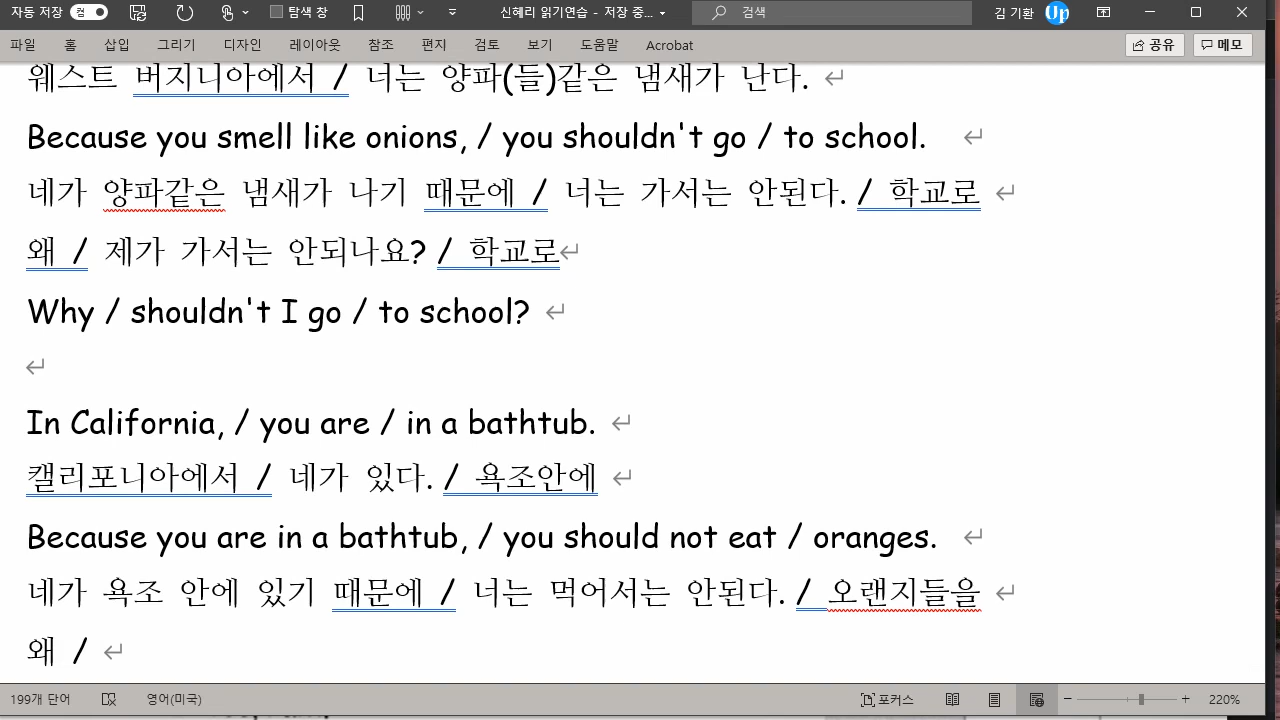 자동 저장 컴 탐색 창 신혜리 읽기연습 - 저장 중... 검색 김 기환 Up
파일 홈 삽입 그리기 디자인 레이아웃 참조 편지 검토 보기 도움말 Acrobat 공유 메모
웨스트 버지니아에서 / 너는 양파(들)같은 냄새가 난다.
Because you smell like onions, / you shouldn't go / to school.
네가 양파같은 냄새가 나기 때문에 / 너는 가서는 안된다. / 학교로
왜 / 제가 가서는 안되나요? / 학교로
Why / shouldn't I go / to school?
In California, / you are / in a bathtub.
캘리포니아에서 / 네가 있다. / 욕조안에
Because you are in a bathtub, / you should not eat / oranges.
네가 욕조 안에 있기 때문에 / 너는 먹어서는 안된다. / 오랜지들을
왜 /
199개 단어 영어(미국) 포커스 220%